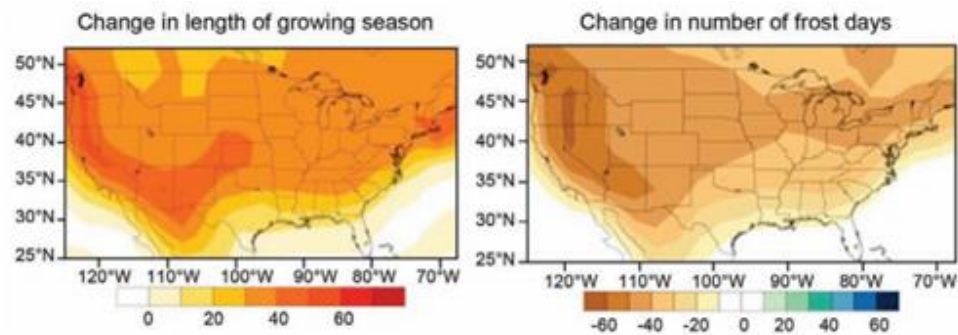 Change in length of growing season
50°N
45°N
40°N
35°N
30°N
25°N
120°W 110°W 100°W 90°W 80°W 70°W
0 20 40 60
Change in number of frost days
50°N
45°N
40°N
35°N
30°N
25°N
120°W 110°W 100°W 90°W 80°W 70°W
-60 -40 -20 0 20 40 60